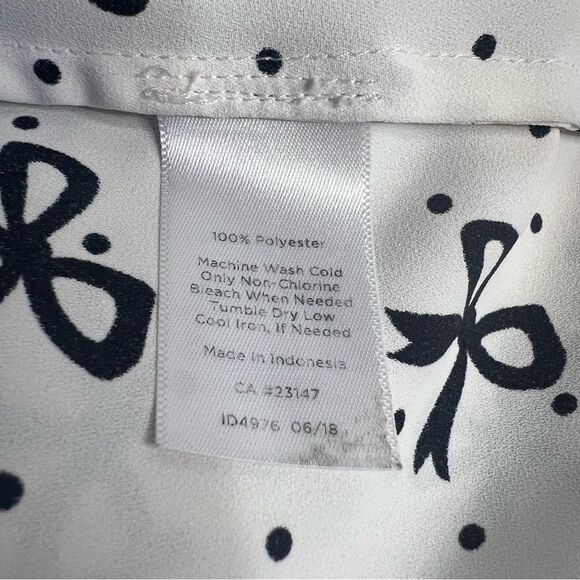 100% Polyester
Machine Wash Cold
Only Non-Chlorine
Bleach When Needed
Tumble Dry Low
Cool Iron, If Needed
Made in Indonesia
CA #23147
ID4976 06/18